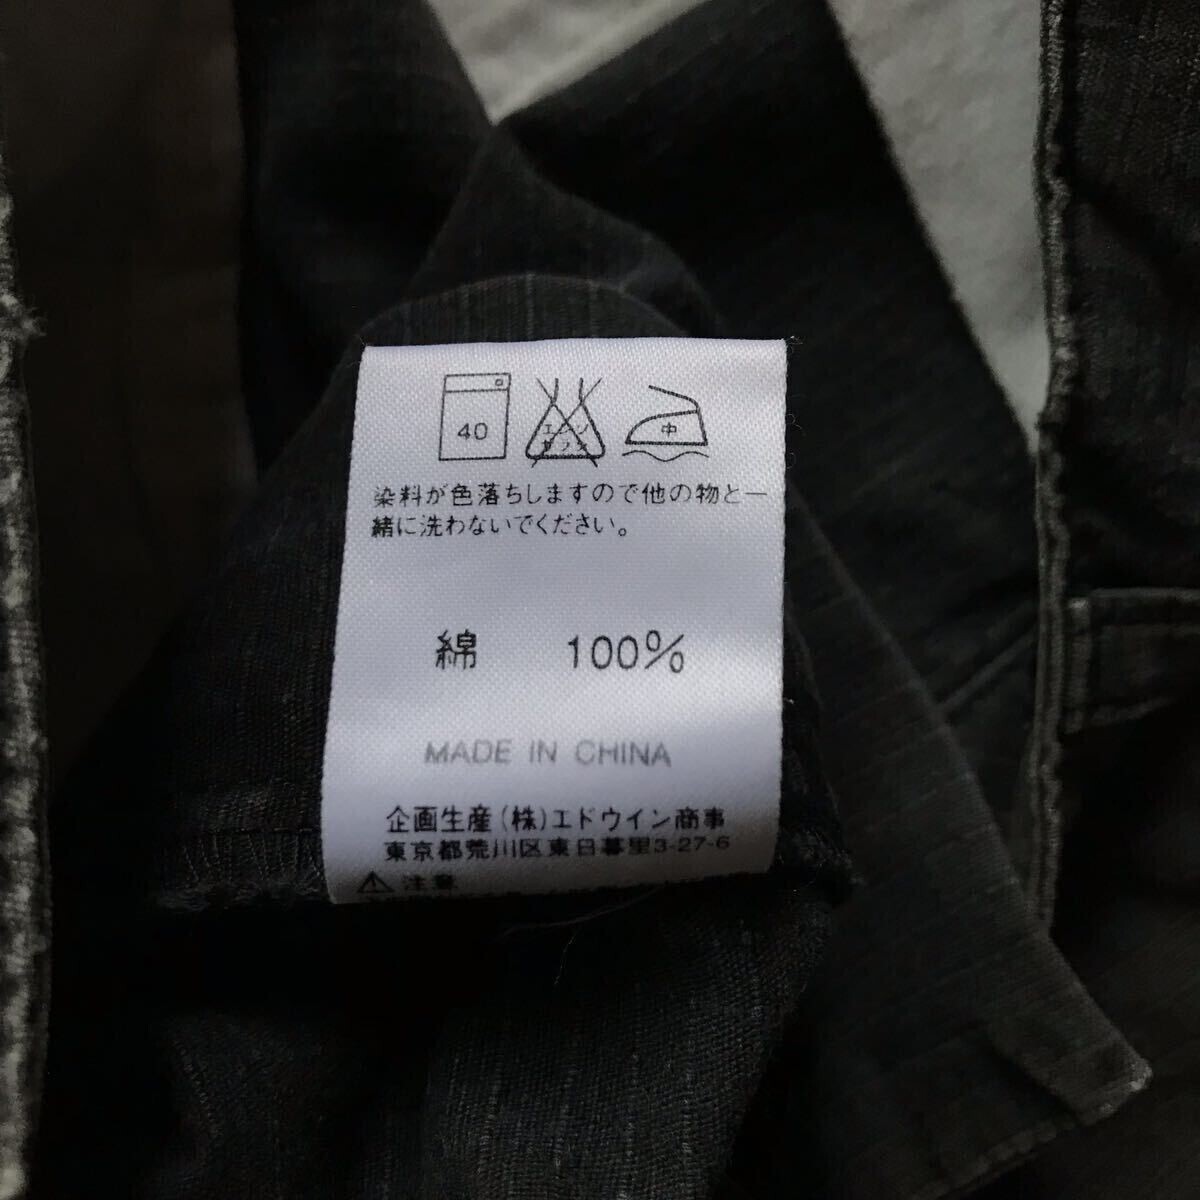 40
エンソ
サラシ
中
染料が色落ちしますので他の物と一
緒に洗わないでください。
綿 100%
MADE IN CHINA
企画生産(株)エドウイン商事
東京都荒川区東日暮里3-27-6
⚠注意